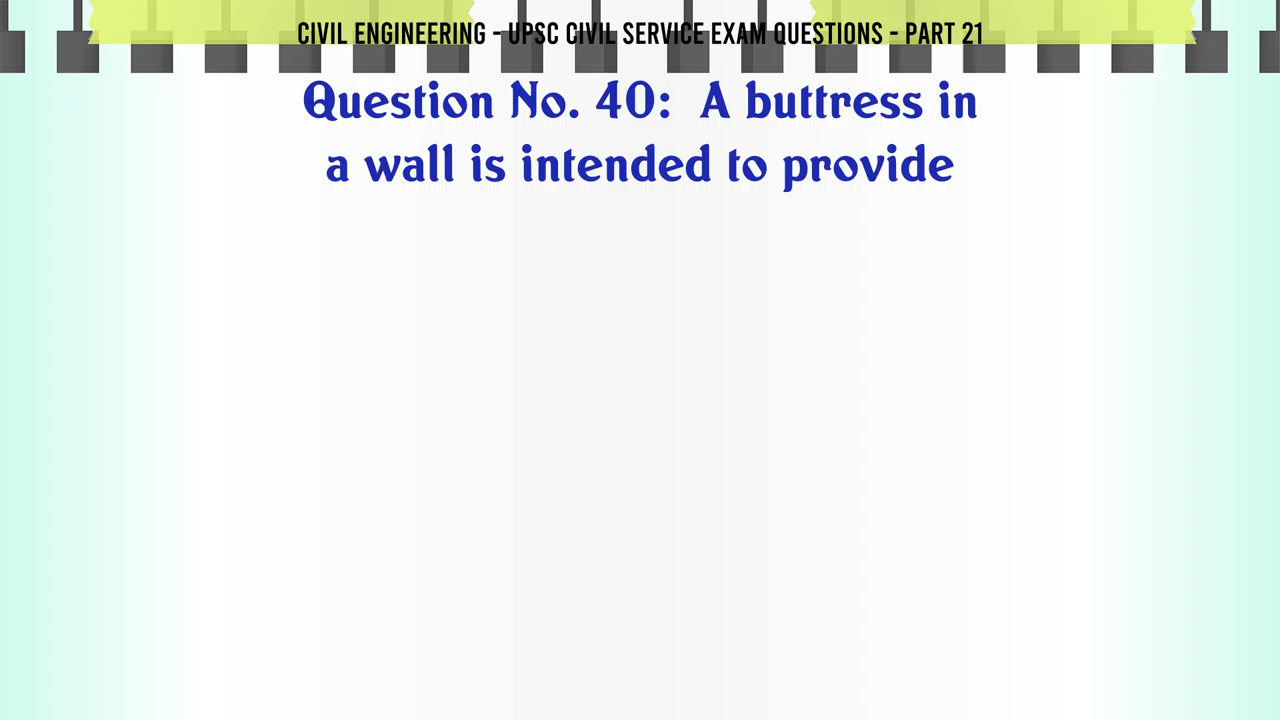 CIVIL ENGINEERING - UPSC CIVIL SERVICE EXAM QUESTIONS - PART 21
Question No. 40: A buttress in
a wall is intended to provide